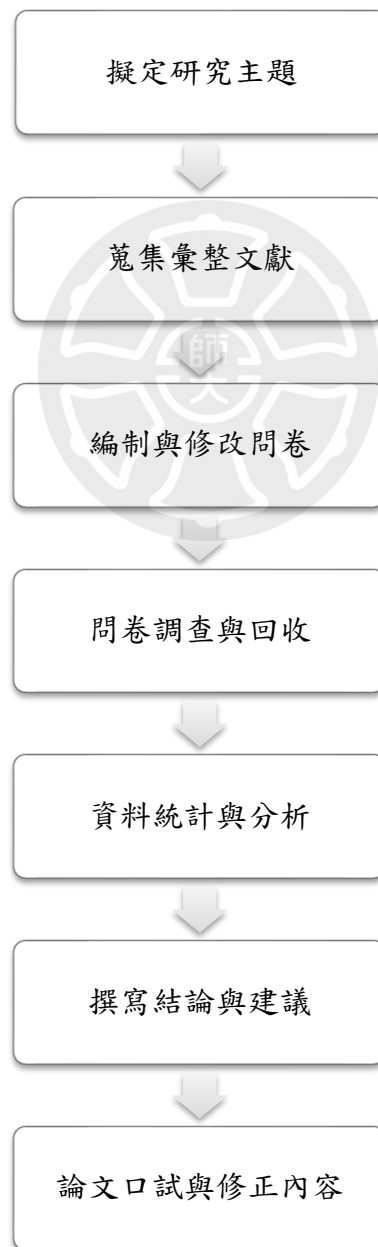 擬定研究主題
蒐集彙整文獻
師大
編制與修改問卷
問卷調查與回收
資料統計與分析
撰寫結論與建議
論文口試與修正內容